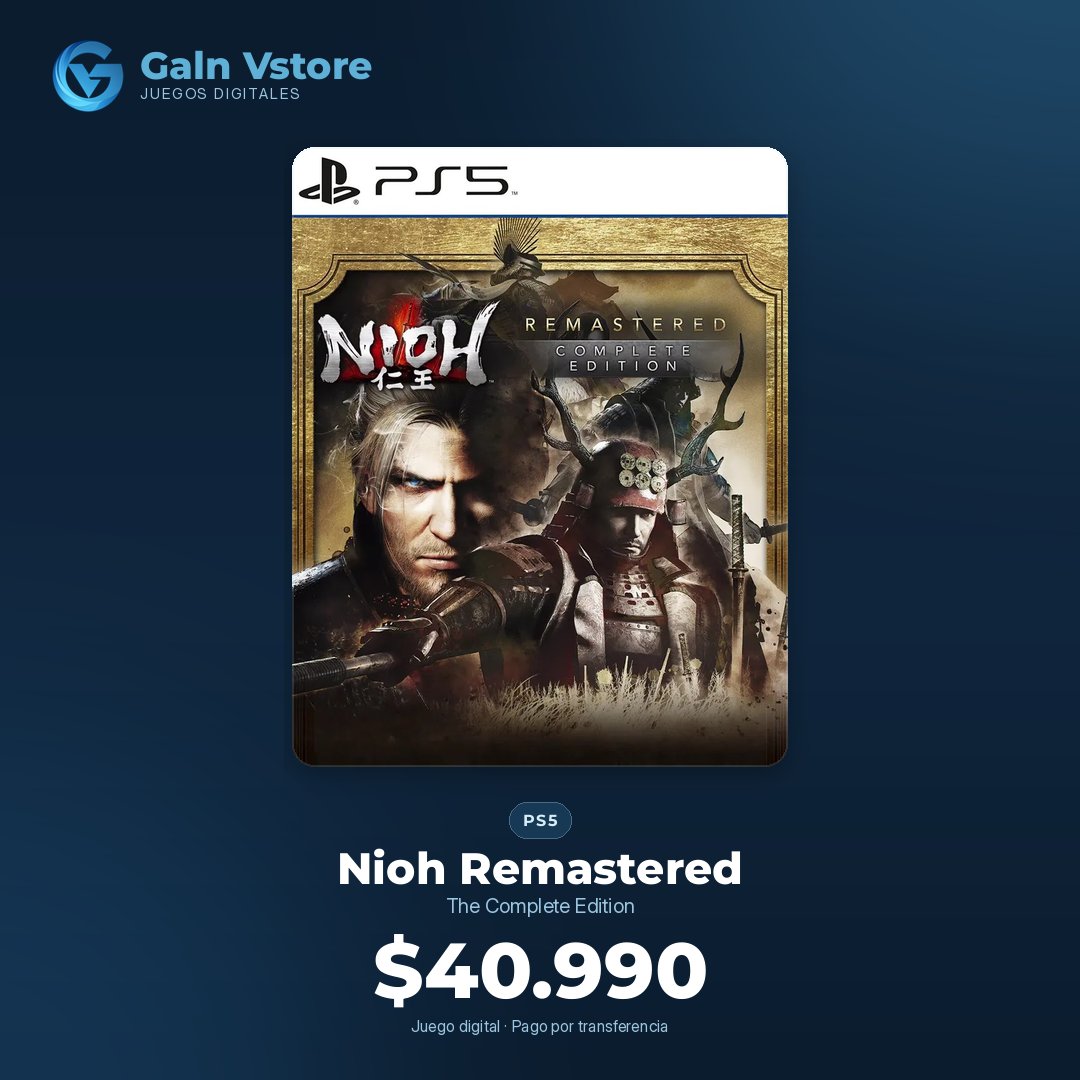 GaIn Vstore
JUEGOS DIGITALES
PS5
NIOH
仁王
REMASTERED
COMPLETE
EDITION
PS5
Nioh Remastered
The Complete Edition
$40.990
Juego digital · Pago por transferencia